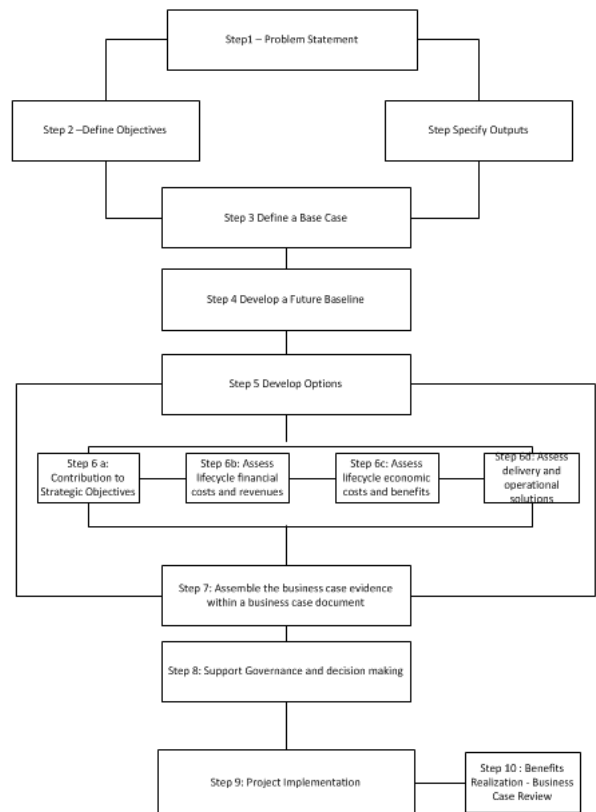 Step1 – Problem Statement
Step 2 –Define Objectives
Step Specify Outputs
Step 3 Define a Base Case
Step 4 Develop a Future Baseline
Step 5 Develop Options
Step 6 a:
Contribution to
Strategic Objectives
Step 6b: Assess
lifecycle financial
costs and revenues
Step 6c: Assess
lifecycle economic
costs and benefits
Step 6d: Assess
delivery and
operational
solutions
Step 7: Assemble the business case evidence
within a business case document
Step 8: Support Governance and decision making
Step 9: Project Implementation
Step 10 : Benefits
Realization - Business
Case Review